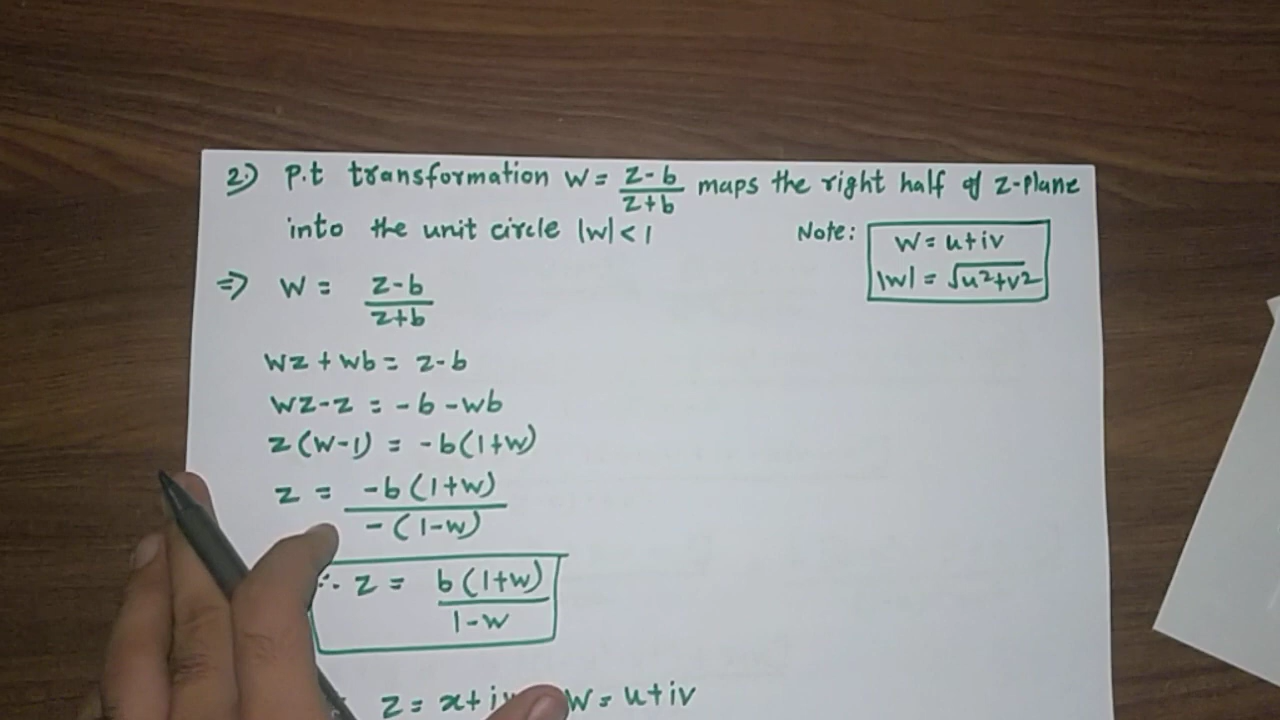 2.) P.t transformation W = z-b/z+b maps the right half of z-plane
into the unit circle |w| < 1
Note: W = u+iv
|w| = √u²+v²
⇒ W = z-b/z+b
Wz + Wb = z-b
Wz-z = -b-wb
z(W-1) = -b(1+w)
z = -b(1+w)/-(1-w)
∴ z = b(1+w)/1-w
z = x+i W = u+iv